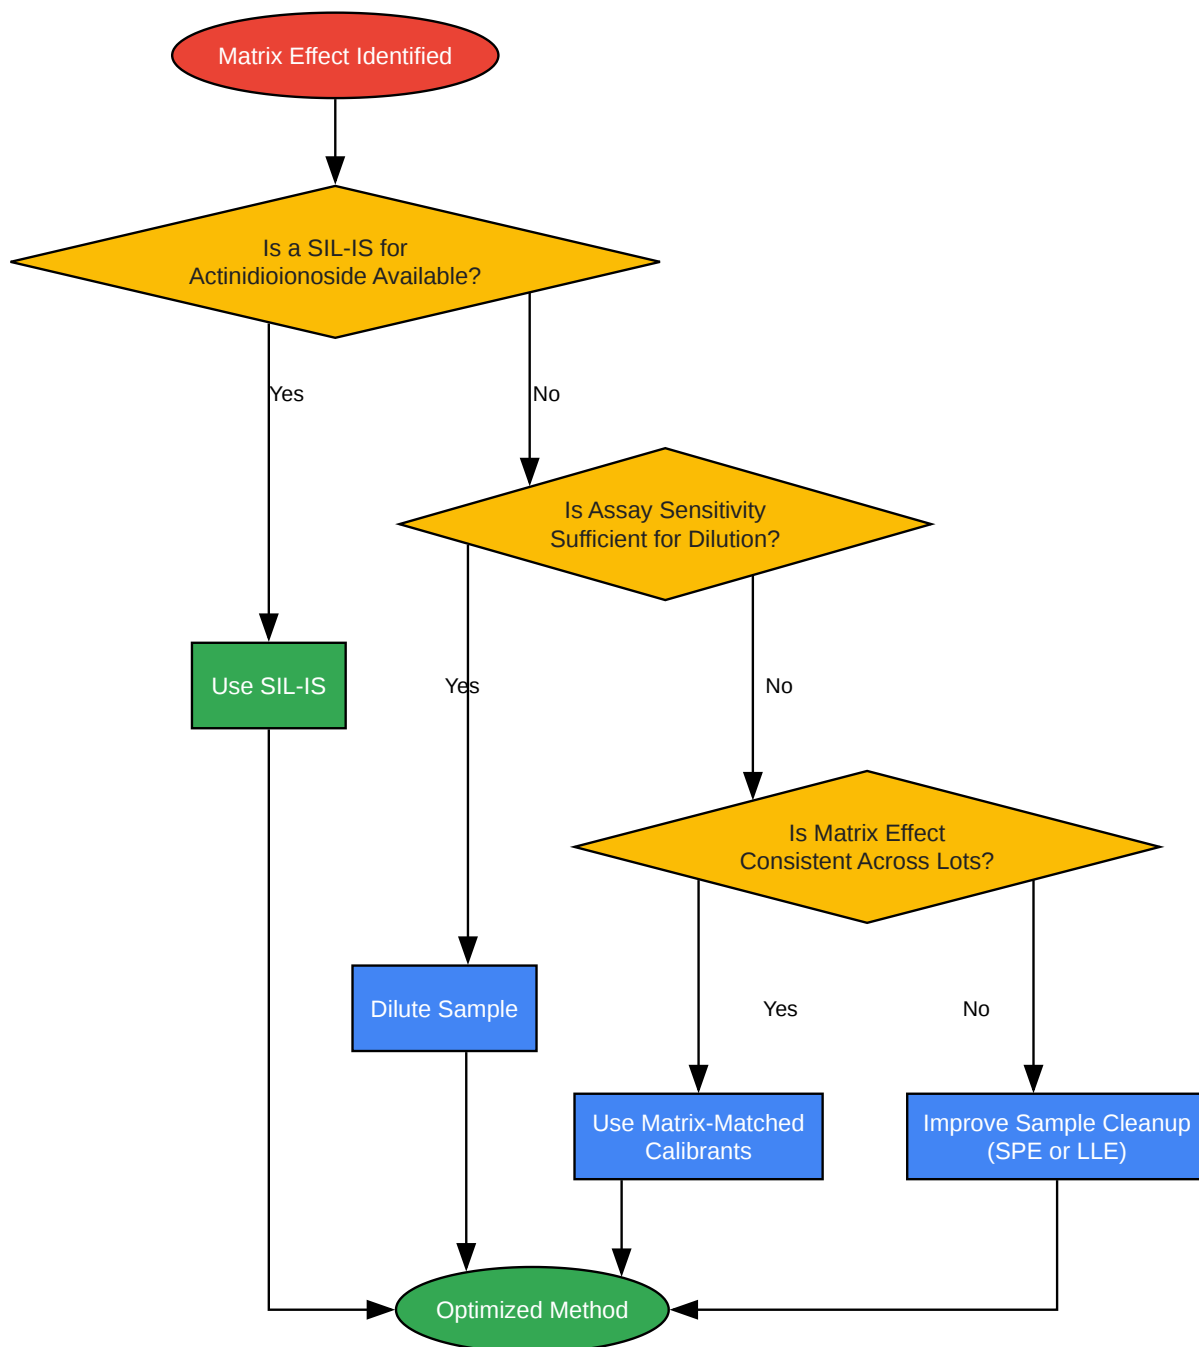 Matrix Effect Identified
Is a SIL-IS for
Actinidioionoside Available?
Yes
No
Is Assay Sensitivity
Sufficient for Dilution?
Use SIL-IS
Yes
No
Is Matrix Effect
Consistent Across Lots?
Dilute Sample
Yes
No
Use Matrix-Matched
Calibrants
Improve Sample Cleanup
(SPE or LLE)
Optimized Method